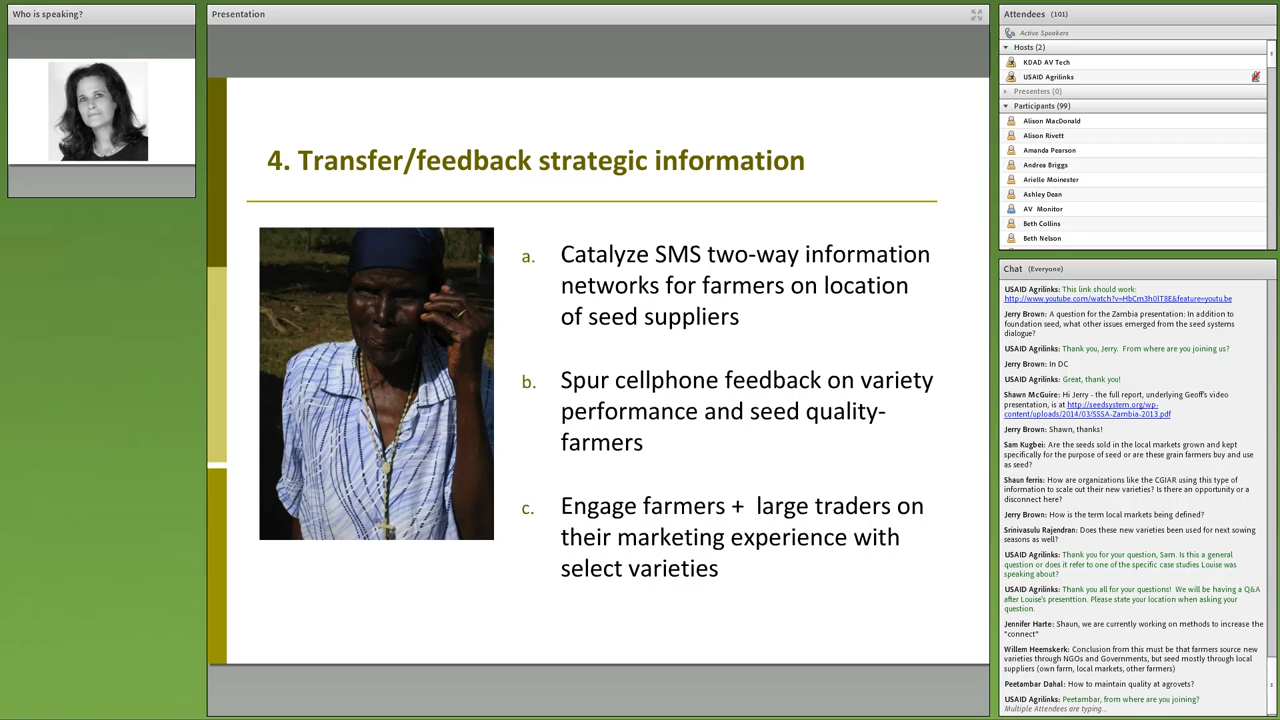 Who is speaking?
Presentation
4. Transfer/feedback strategic information
a. Catalyze SMS two-way information
networks for farmers on location
of seed suppliers
b. Spur cellphone feedback on variety
performance and seed quality-
farmers
c. Engage farmers + large traders on
their marketing experience with
select varieties
Attendees (101)
Active Speakers
Hosts (2)
KDAD AV Tech
USAID Agrilinks
Presenters (0)
Participants (99)
Alison MacDonald
Alison Rivett
Amanda Pearson
Andrea Briggs
Arielle Moinester
Ashley Dean
AV Monitor
Beth Collins
Beth Nelson
Chat (Everyone)
USAID Agrilinks: This link should work:
http://www.youtube.com/watch?v=HbCm3h0lT8E&feature=youtu.be
Jerry Brown: A question for the Zambia presentation: In addition to
foundation seed, what other issues emerged from the seed systems
dialogue?
USAID Agrilinks: Thank you, Jerry. From where are you joining us?
Jerry Brown: In DC
USAID Agrilinks: Great, thank you!
Shawn McGuire: Hi Jerry - the full report, underlying Geoff's video
presentation, is at http://seedsystem.org/wp-
content/uploads/2014/03/SSSA-Zambia-2013.pdf
Jerry Brown: Shawn, thanks!
Sam Kugbei: Are the seeds sold in the local markets grown and kept
specifically for the purpose of seed or are these grain farmers buy and use
as seed?
Shaun ferris: How are organizations like the CGIAR using this type of
information to scale out their new varieties? Is there an opportunity or a
disconnect here?
Jerry Brown: How is the term local markets being defined?
Srinivasulu Rajendran: Does these new varieties been used for next sowing
seasons as well?
USAID Agrilinks: Thank you for your question, Sam. Is this a general
question or does it refer to one of the specific case studies Louise was
speaking about?
USAID Agrilinks: Thank you all for your questions! We will be having a Q&A
after Louise's presenttion. Please state your location when asking your
question.
Jennifer Harte: Shaun, we are currently working on methods to increase the
"connect"
Willem Heemskerk: Conclusion from this must be that farmers source new
varieties through NGOs and Governments, but seed mostly through local
suppliers (own farm, local markets, other farmers)
Peetambar Dahal: How to maintain quality at agrovets?
USAID Agrilinks: Peetambar, from where are you joining?
Multiple Attendees are typing...